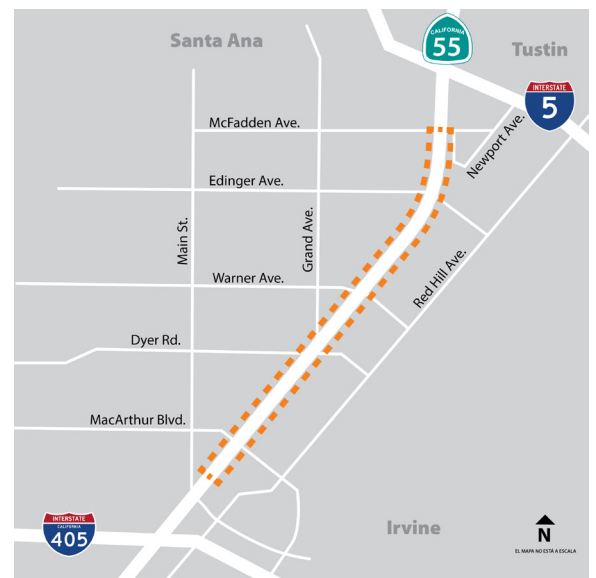 Santa Ana
CALIFORNIA
55
Tustin
INTERSTATE
5
McFadden Ave.
Newport Ave.
Edinger Ave.
Main St.
Grand Ave.
Warner Ave.
Red Hill Ave.
Dyer Rd.
MacArthur Blvd.
INTERSTATE
CALIFORNIA
405
Irvine
N
EL MAPA NO ESTÁ A ESCALA